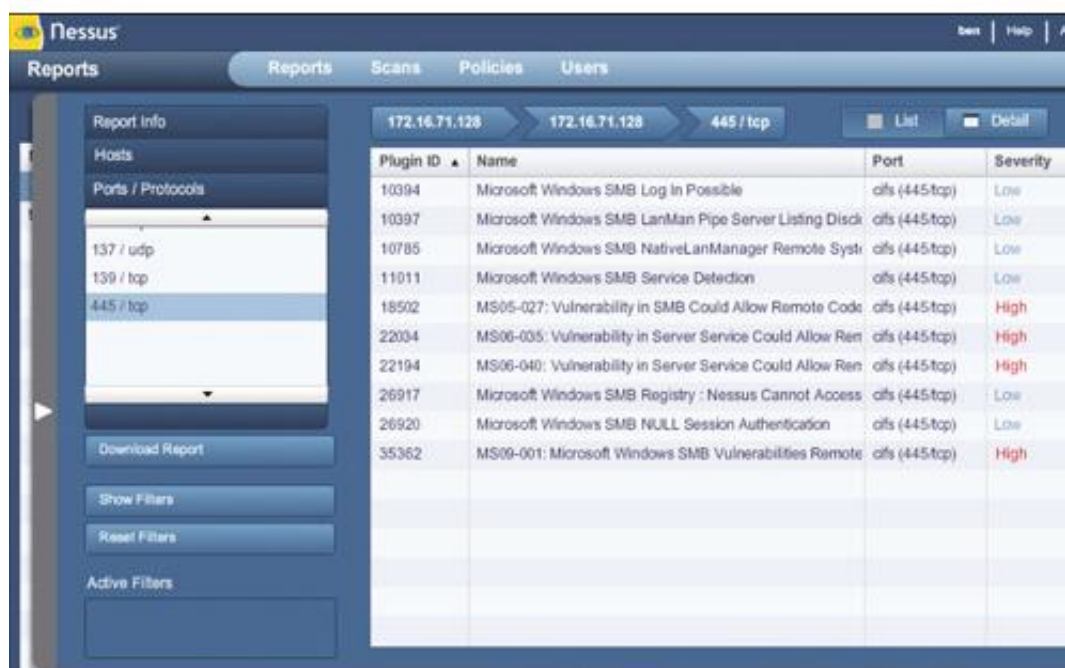 Nessus
ben | Help |
Reports
Reports Scans Policies Users
Report Info
Hosts
Ports / Protocols
137 / udp
139 / tcp
445 / tcp
Download Report
Show Filters
Reset Filters
Active Filters
172.16.71.128 172.16.71.128 445 / tcp
List Detail
Plugin ID Name Port Severity
10394 Microsoft Windows SMB Log In Possible cifs (445/tcp) Low
10397 Microsoft Windows SMB LanMan Pipe Server Listing Discl cifs (445/tcp) Low
10785 Microsoft Windows SMB NativeLanManager Remote Syst cifs (445/tcp) Low
11011 Microsoft Windows SMB Service Detection cifs (445/tcp) Low
18502 MS05-027: Vulnerability in SMB Could Allow Remote Code cifs (445/tcp) High
22034 MS06-035: Vulnerability in Server Service Could Allow Ren cifs (445/tcp) High
22194 MS06-040: Vulnerability in Server Service Could Allow Ren cifs (445/tcp) High
26917 Microsoft Windows SMB Registry : Nessus Cannot Access cifs (445/tcp) Low
26920 Microsoft Windows SMB NULL Session Authentication cifs (445/tcp) Low
35362 MS09-001: Microsoft Windows SMB Vulnerabilities Remote cifs (445/tcp) High